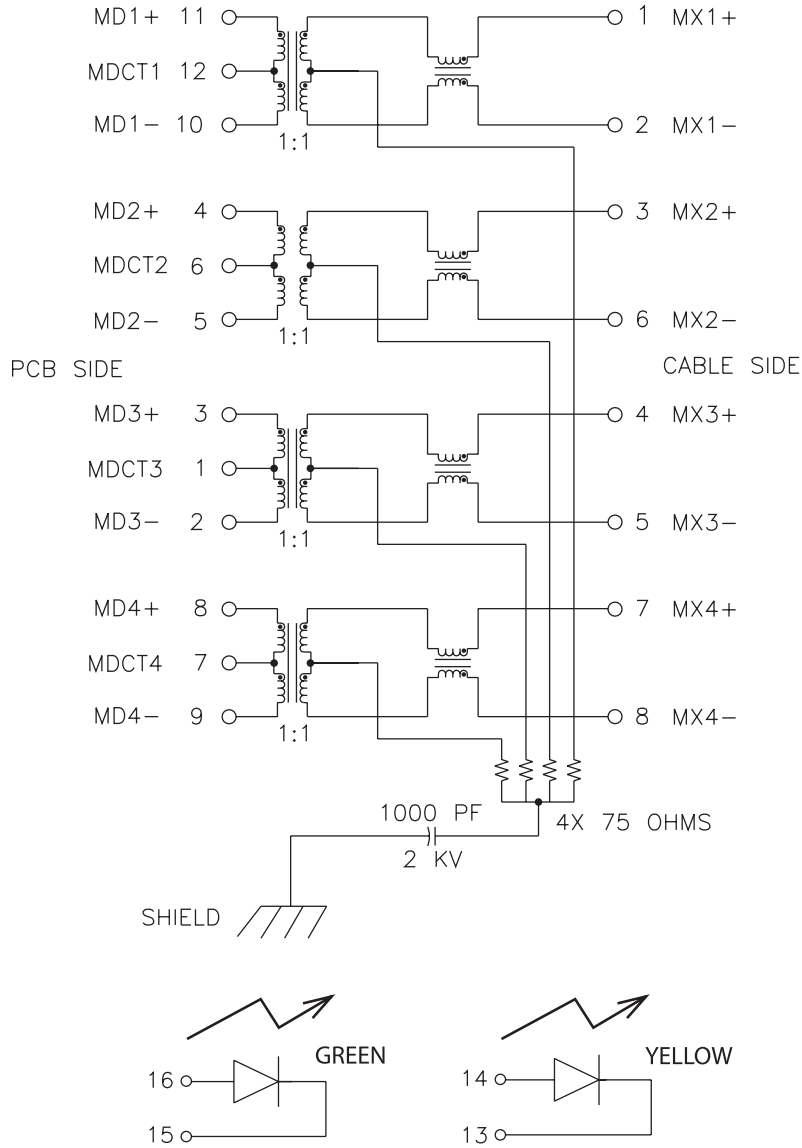 MD1+ 11 1 MX1+
MDCT1 12
MD1- 10 2 MX1-
1:1
MD2+ 4 3 MX2+
MDCT2 6
MD2- 5 6 MX2-
1:1
PCB SIDE CABLE SIDE
MD3+ 3 4 MX3+
MDCT3 1
MD3- 2 5 MX3-
1:1
MD4+ 8 7 MX4+
MDCT4 7
MD4- 9 8 MX4-
1:1
1000 PF
4X 75 OHMS
2 KV
SHIELD
GREEN YELLOW
16 14
15 13